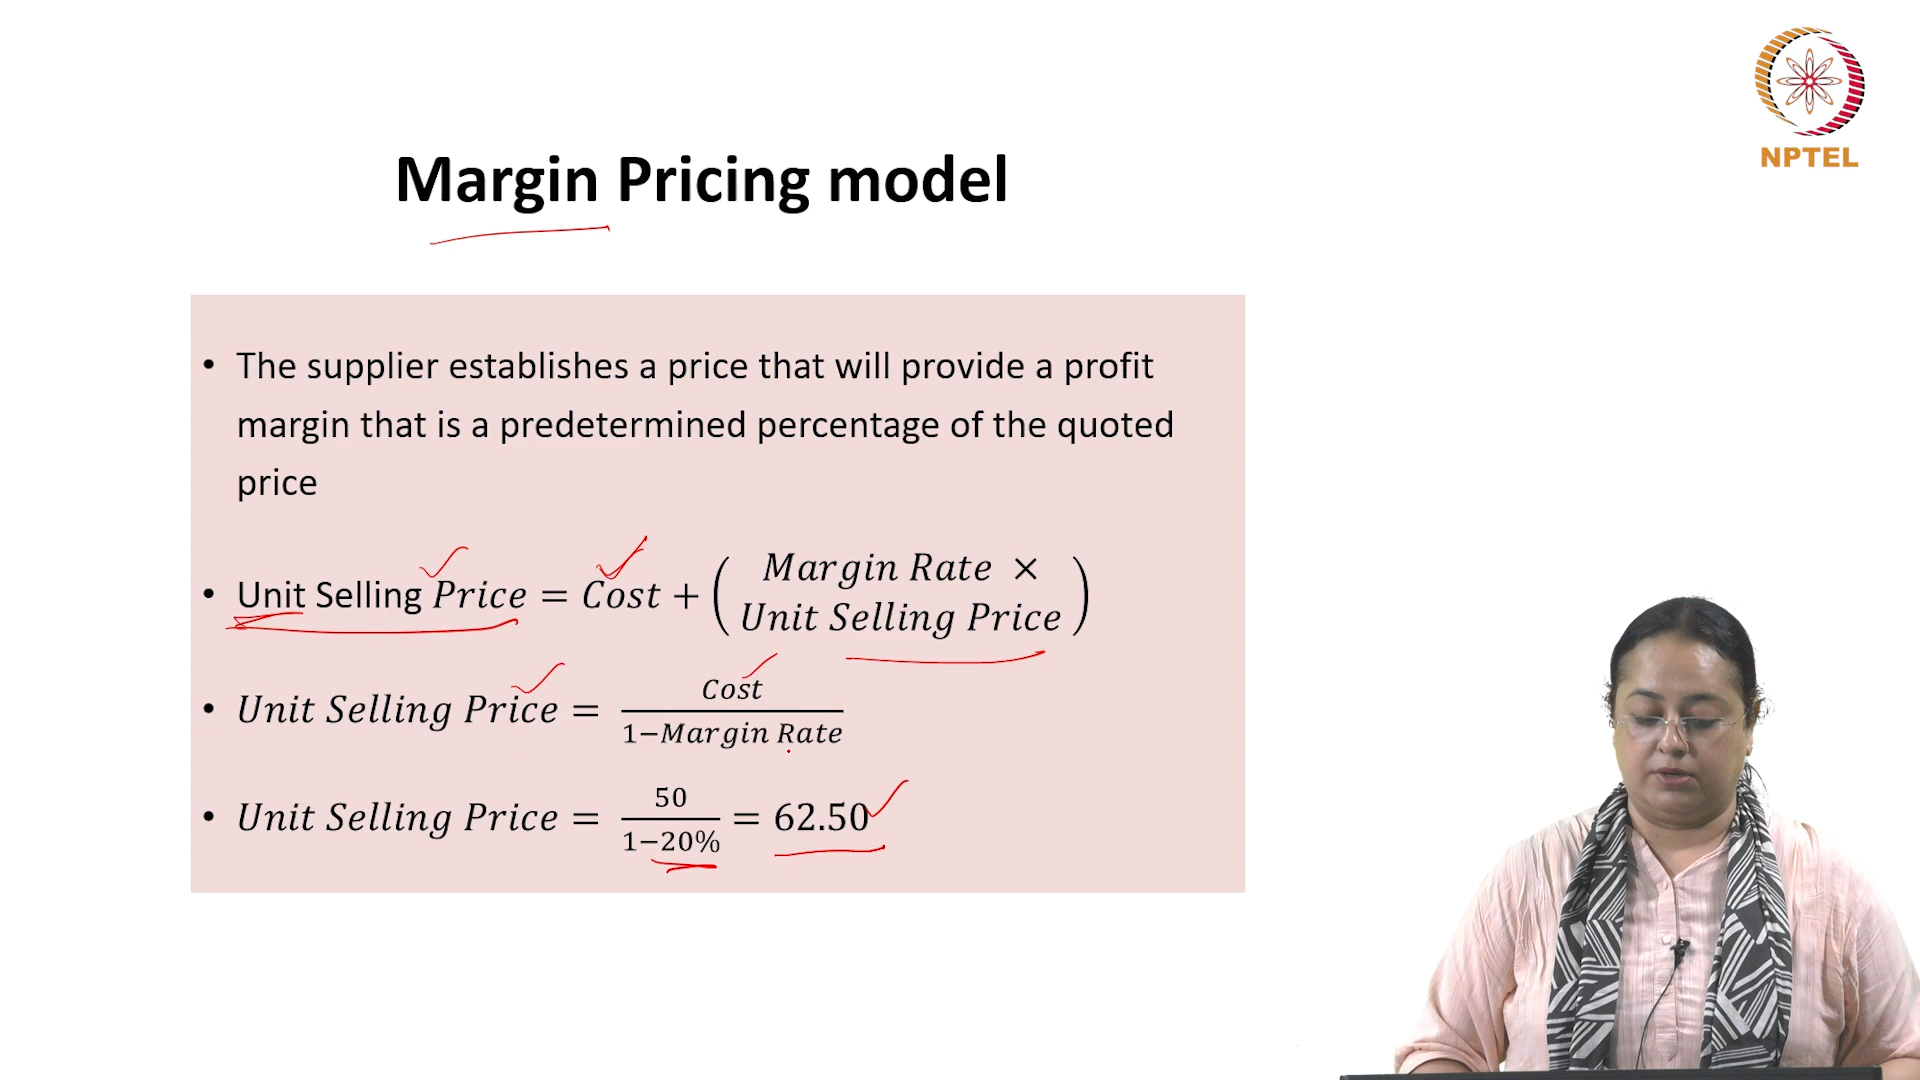 NPTEL
Margin Pricing model
• The supplier establishes a price that will provide a profit
margin that is a predetermined percentage of the quoted
price
• Unit Selling Price = Cost + (Margin Rate ×
Unit Selling Price)
• Unit Selling Price = Cost
1−Margin Rate
• Unit Selling Price = 50
1−20% = 62.50